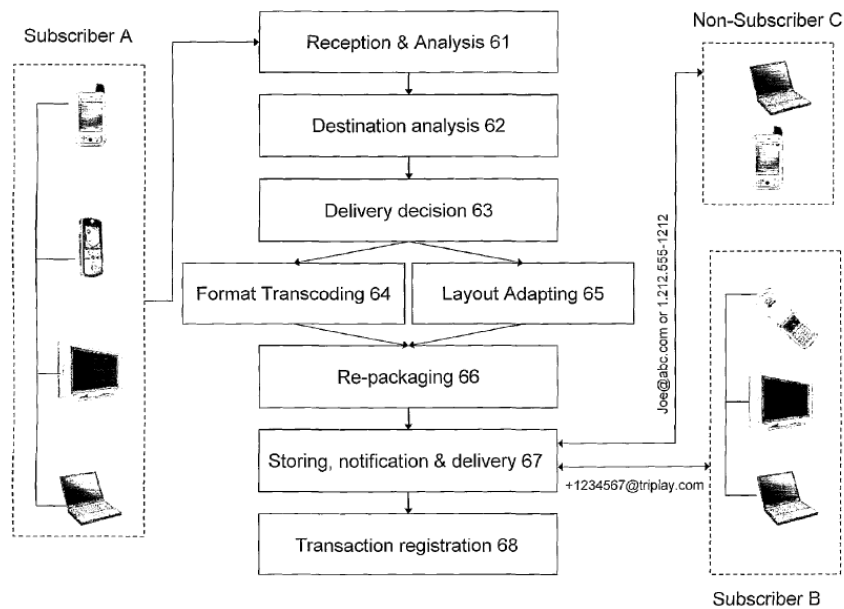 Subscriber A
Reception & Analysis 61
Non-Subscriber C
Destination analysis 62
Delivery decision 63
Format Transcoding 64
Layout Adapting 65
Joe@abc.com or 1.212.555-1212
Re-packaging 66
Storing, notification & delivery 67
+1234567@triplay.com
Transaction registration 68
Subscriber B